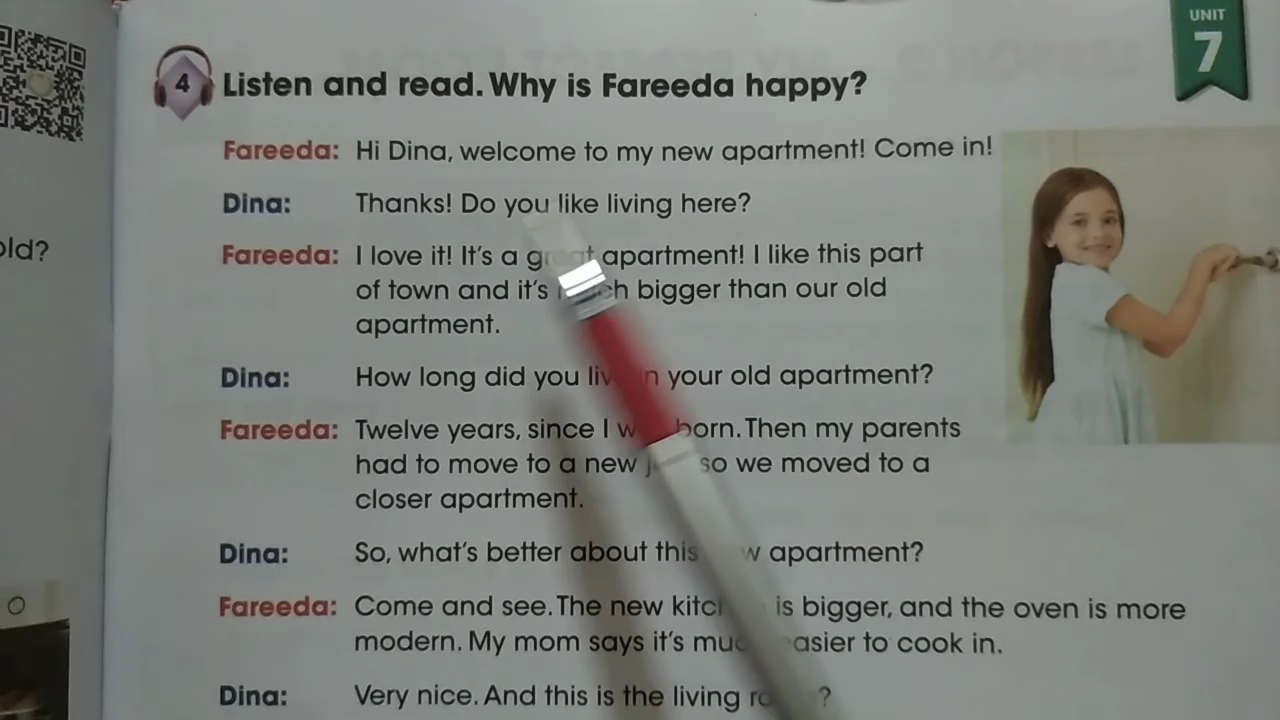 UNIT
7
4 Listen and read. Why is Fareeda happy?
Fareeda: Hi Dina, welcome to my new apartment! Come in!
Dina: Thanks! Do you like living here?
old?
Fareeda: I love it! It's a great apartment! I like this part
of town and it's bigger than our old
apartment.
Dina: How long did you in your old apartment?
Fareeda: Twelve years, since I born. Then my parents
had to move to a new so we moved to a
closer apartment.
Dina: So, what's better about this apartment?
Fareeda: Come and see. The new kitchen is bigger, and the oven is more
modern. My mom says it's much easier to cook in.
Dina: Very nice. And this is the living room?